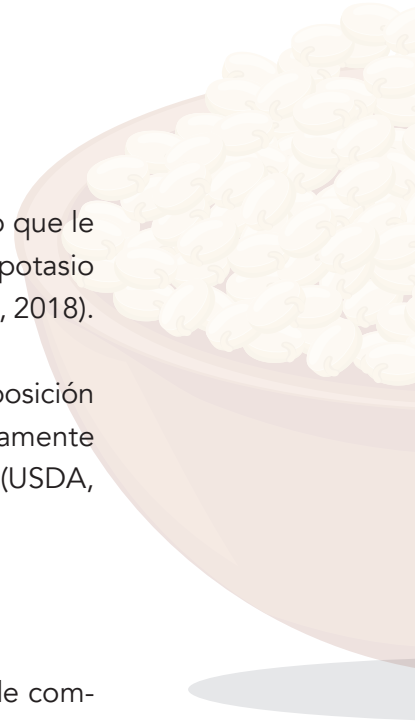 o que le
potasio
, 2018).
posición
amente
(USDA,
le com-